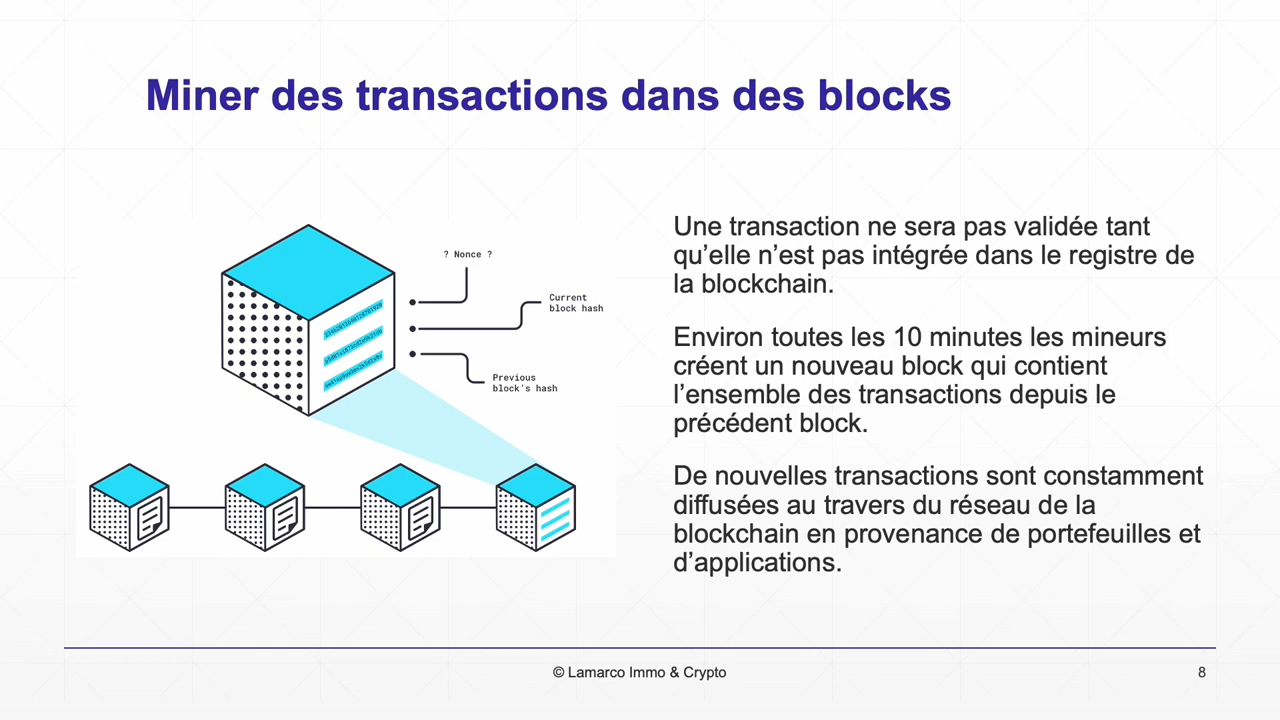 Miner des transactions dans des blocks
? Nonce ?
Current
block hash
Previous
block's hash
Une transaction ne sera pas validée tant
qu’elle n’est pas intégrée dans le registre de
la blockchain.
Environ toutes les 10 minutes les mineurs
créent un nouveau block qui contient
l’ensemble des transactions depuis le
précédent block.
De nouvelles transactions sont constamment
diffusées au travers du réseau de la
blockchain en provenance de portefeuilles et
d’applications.
© Lamarco Immo & Crypto
8